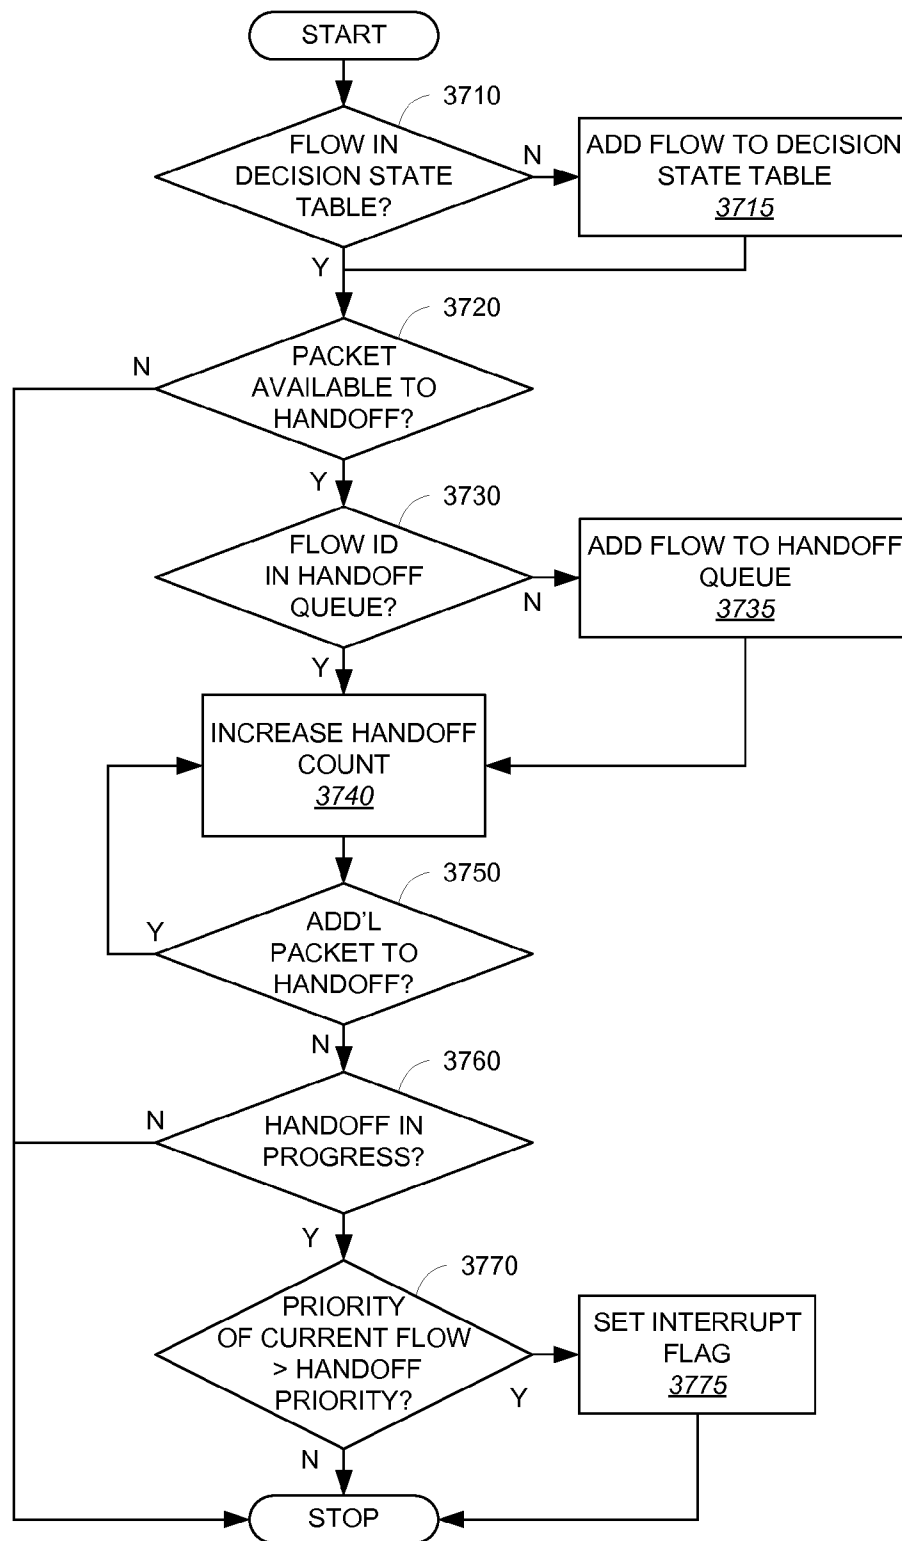 START
3710
FLOW IN
DECISION STATE
TABLE?
N
ADD FLOW TO DECISION
STATE TABLE
3715
Y
3720
N
PACKET
AVAILABLE TO
HANDOFF?
Y
3730
FLOW ID
IN HANDOFF
QUEUE?
N
ADD FLOW TO HANDOFF
QUEUE
3735
Y
INCREASE HANDOFF
COUNT
3740
3750
Y
ADD'L
PACKET TO
HANDOFF?
N
3760
N
HANDOFF IN
PROGRESS?
Y
3770
PRIORITY
OF CURRENT FLOW
> HANDOFF
PRIORITY?
Y
SET INTERRUPT
FLAG
3775
N
STOP